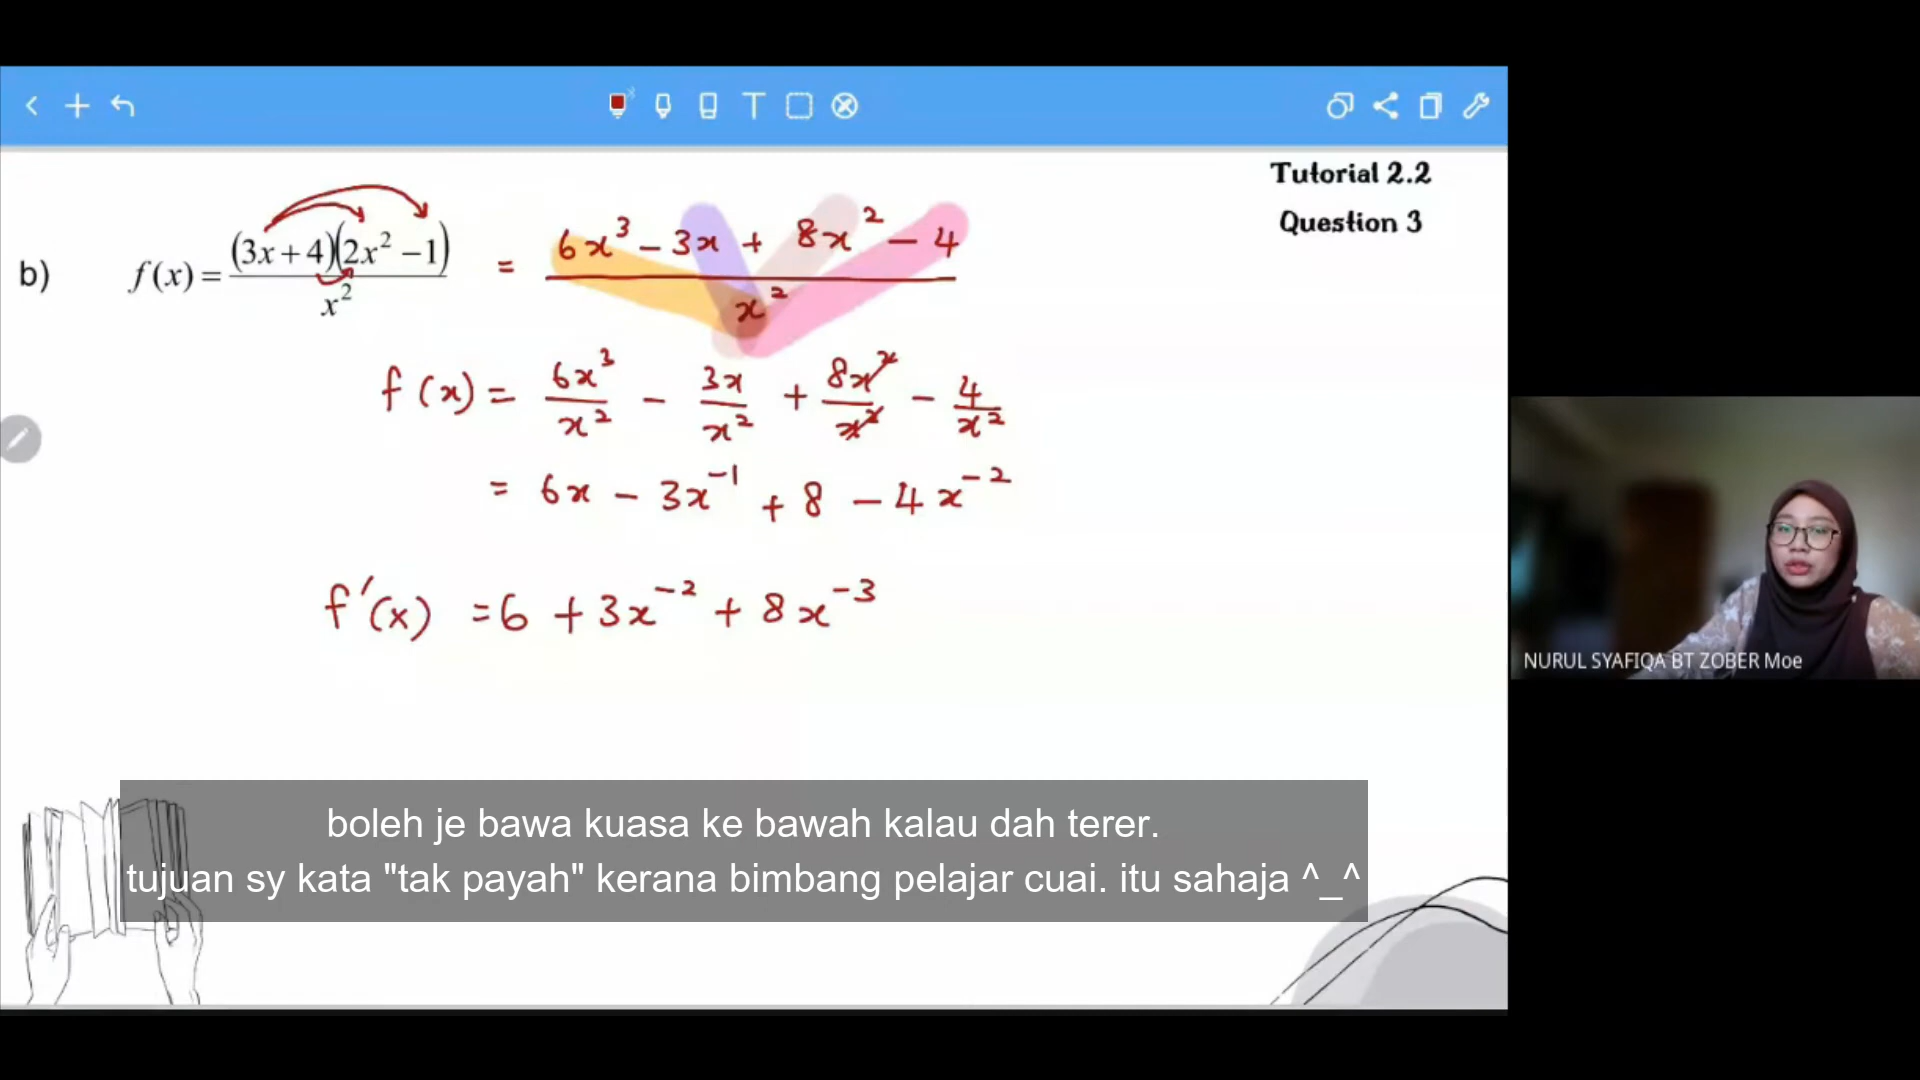 Tutorial 2.2
Question 3
b) f(x) = (3x + 4)(2x² − 1) / x² = 6x³ − 3x + 8x² − 4 / x²
f(x) = 6x³/x² − 3x/x² + 8x²/x² − 4/x²
= 6x − 3x⁻¹ + 8 − 4x⁻²
f'(x) = 6 + 3x⁻² + 8x⁻³
NURUL SYAFIQA BT ZOBER Moe
boleh je bawa kuasa ke bawah kalau dah terer.
tujuan sy kata "tak payah" kerana bimbang pelajar cuai. itu sahaja ^_^